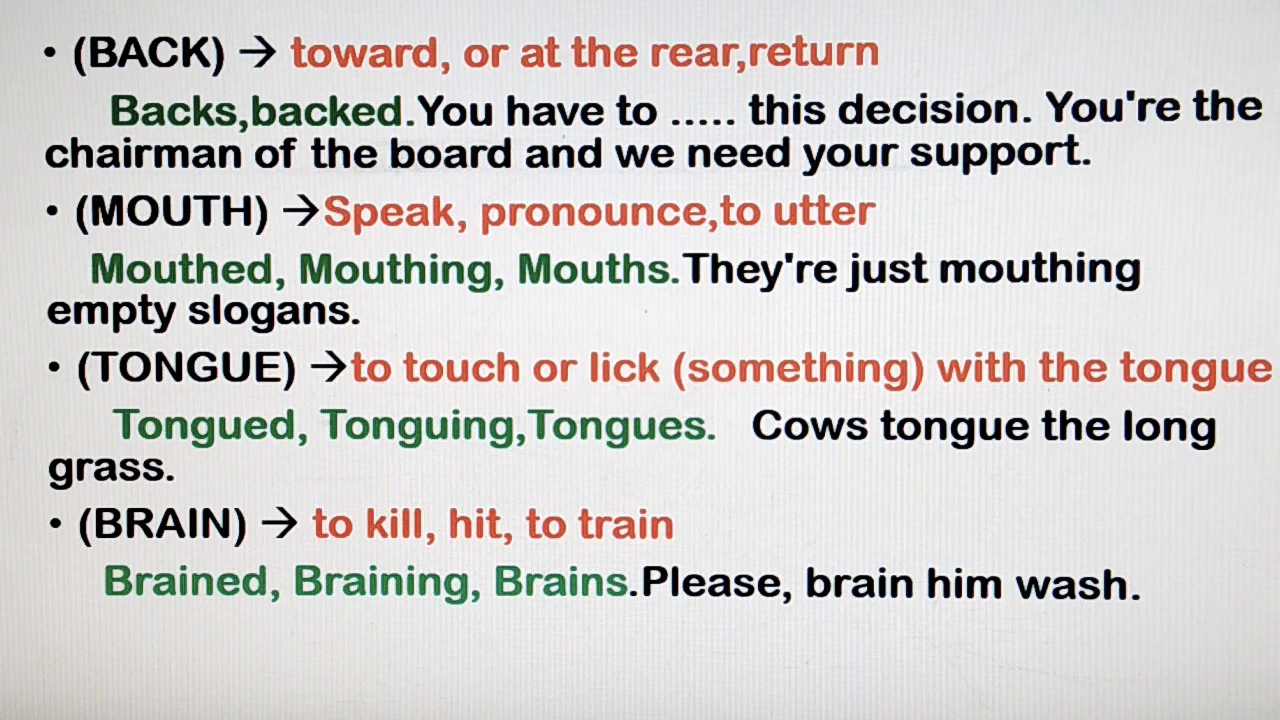 • (BACK) → toward, or at the rear,return
Backs,backed.You have to ..... this decision. You're the
chairman of the board and we need your support.
• (MOUTH) →Speak, pronounce,to utter
Mouthed, Mouthing, Mouths.They're just mouthing
empty slogans.
• (TONGUE) →to touch or lick (something) with the tongue
Tongued, Tonguing,Tongues. Cows tongue the long
grass.
• (BRAIN) → to kill, hit, to train
Brained, Braining, Brains.Please, brain him wash.